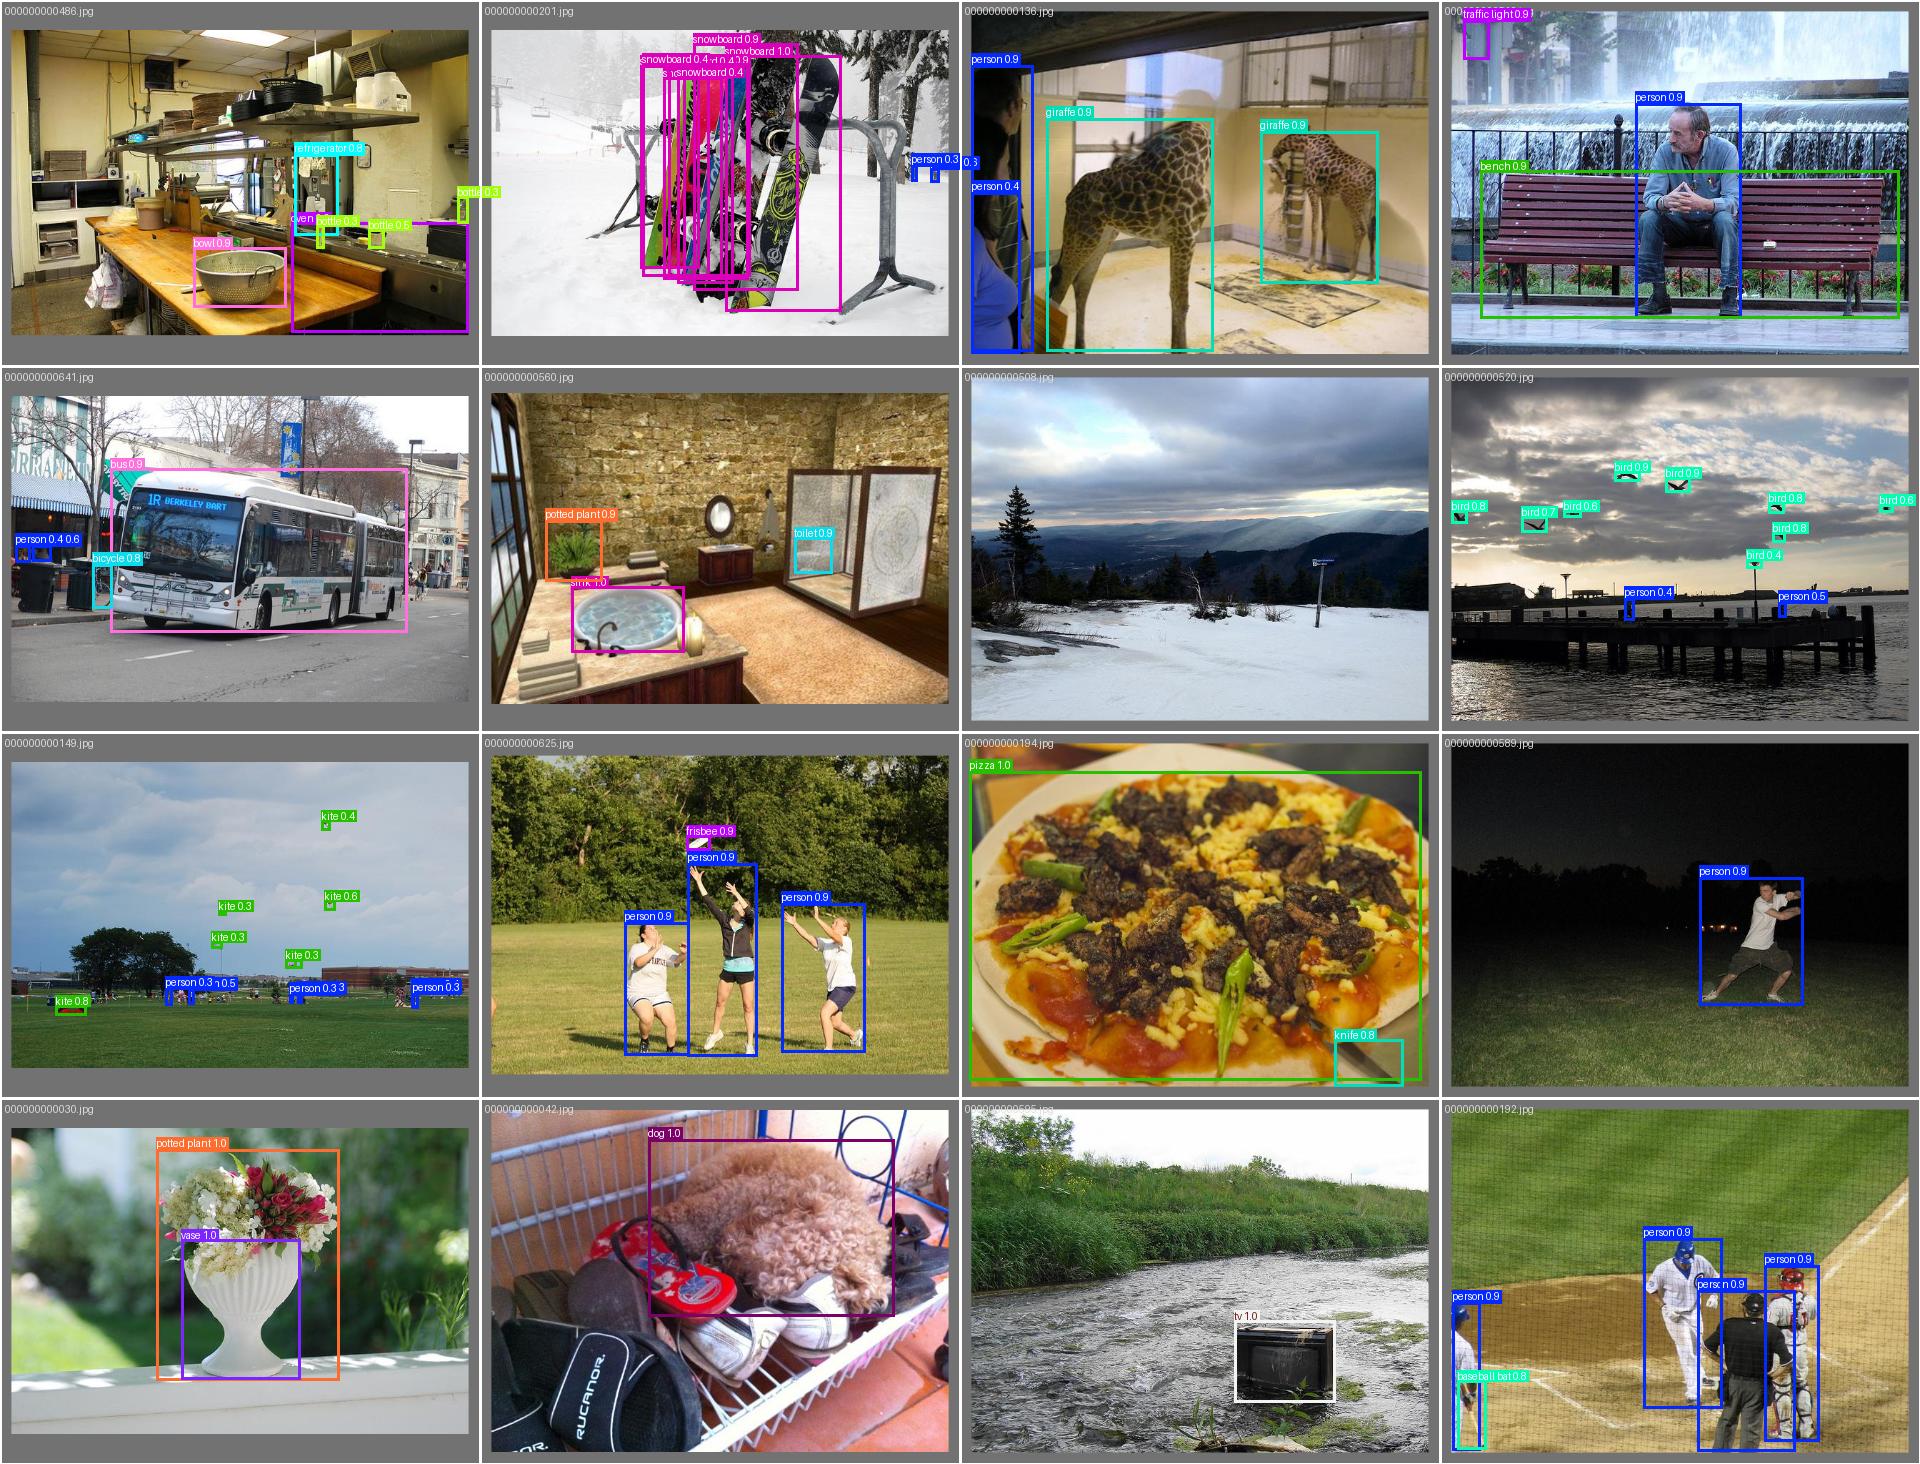 000000000486.jpg
000000000201.jpg
000000000136.jpg
traffic light 0.9
snowboard 0.9
snowboard 1.0
snowboard 0.4
snowboard 0.4
person 0.9
person 0.9
giraffe 0.9
giraffe 0.9
refrigerator 0.8
person 0.3
0.3
bench 0.9
bottle 0.3
person 0.4
oven
bottle 0.3
bottle 0.5
bowl 0.9
000000000641.jpg
000000000560.jpg
000000000508.jpg
000000000520.jpg
bus 0.9
1R BERKELEY BART
person 0.4 0.6
bicycle 0.8
potted plant 0.9
toilet 0.9
sink 1.0
bird 0.9
bird 0.9
bird 0.8
bird 0.8
bird 0.6
bird 0.7
bird 0.6
bird 0.8
bird 0.4
person 0.4
person 0.5
000000000149.jpg
000000000625.jpg
000000000194.jpg
000000000589.jpg
kite 0.4
kite 0.6
kite 0.3
kite 0.3
kite 0.3
person 0.3
0.5
person 0.3
3
person 0.3
kite 0.8
frisbee 0.9
person 0.9
person 0.9
person 0.9
pizza 1.0
knife 0.8
person 0.9
000000000030.jpg
000000000042.jpg
000000000192.jpg
potted plant 1.0
vase 1.0
dog 1.0
RUCANOR.
OR.
tv 1.0
person 0.9
person 0.9
person 0.9
person 0.9
baseball bat 0.8